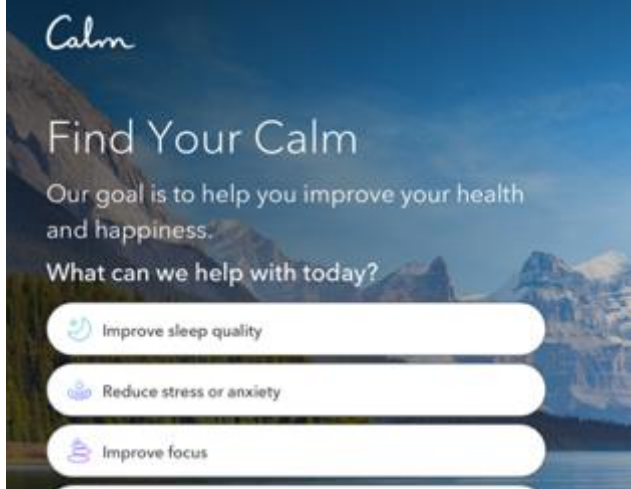 Calm
Find Your Calm
Our goal is to help you improve your health
and happiness.
What can we help with today?
Improve sleep quality
Reduce stress or anxiety
Improve focus